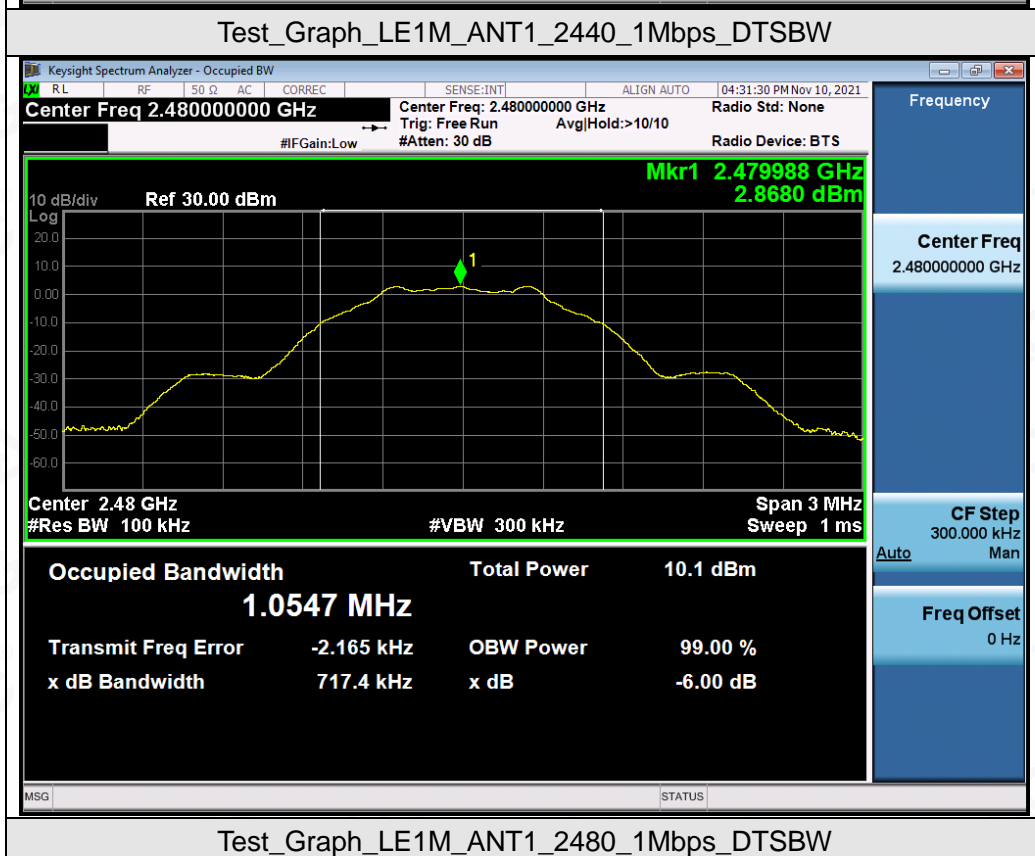 Test_Graph_LE1M_ANT1_2440_1Mbps_DTSBW
Keysight Spectrum Analyzer - Occupied BW
LXI RL RF 50 Ω AC CORREC SENSE:INT ALIGN AUTO 04:31:30 PM Nov 10, 2021
Center Freq 2.480000000 GHz Center Freq: 2.480000000 GHz Radio Std: None
Trig: Free Run Avg|Hold:>10/10
#IFGain:Low #Atten: 30 dB Radio Device: BTS
Frequency
Mkr1 2.479988 GHz
10 dB/div Ref 30.00 dBm 2.8680 dBm
Log
20.0
10.0
0.00
-10.0
-20.0
-30.0
-40.0
-50.0
-60.0
1
Center 2.48 GHz Span 3 MHz
#Res BW 100 kHz #VBW 300 kHz Sweep 1 ms
Occupied Bandwidth Total Power 10.1 dBm
1.0547 MHz
Transmit Freq Error -2.165 kHz OBW Power 99.00 %
x dB Bandwidth 717.4 kHz x dB -6.00 dB
Center Freq
2.480000000 GHz
CF Step
300.000 kHz
Auto Man
Freq Offset
0 Hz
MSG STATUS
Test_Graph_LE1M_ANT1_2480_1Mbps_DTSBW